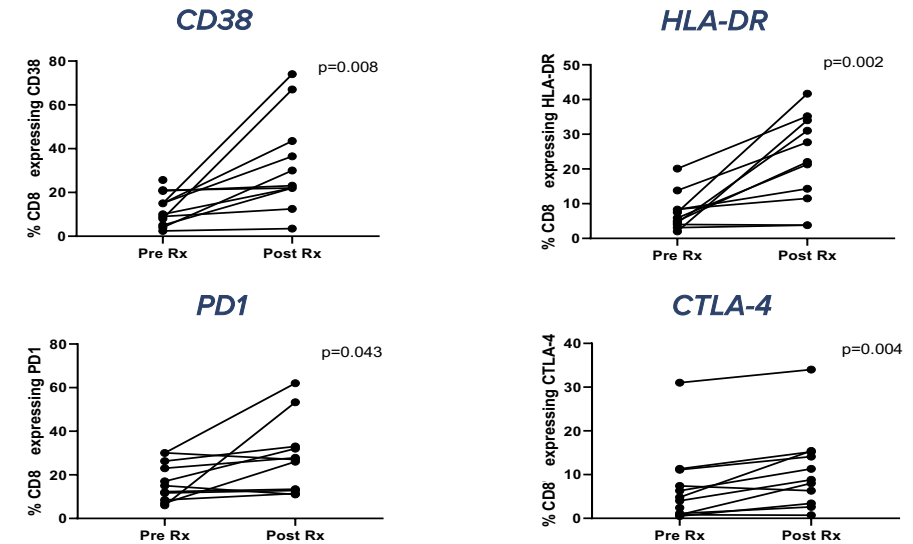 CD38
% CD8 expressing CD38
80
60
40
20
0
p=0.008
Pre Rx
Post Rx
HLA-DR
% CD8 expressing HLA-DR
50
40
30
20
10
0
p=0.002
Pre Rx
Post Rx
PD1
% CD8 expressing PD1
80
60
40
20
0
p=0.043
Pre Rx
Post Rx
CTLA-4
% CD8 expressing CTLA-4
40
30
20
10
0
p=0.004
Pre Rx
Post Rx